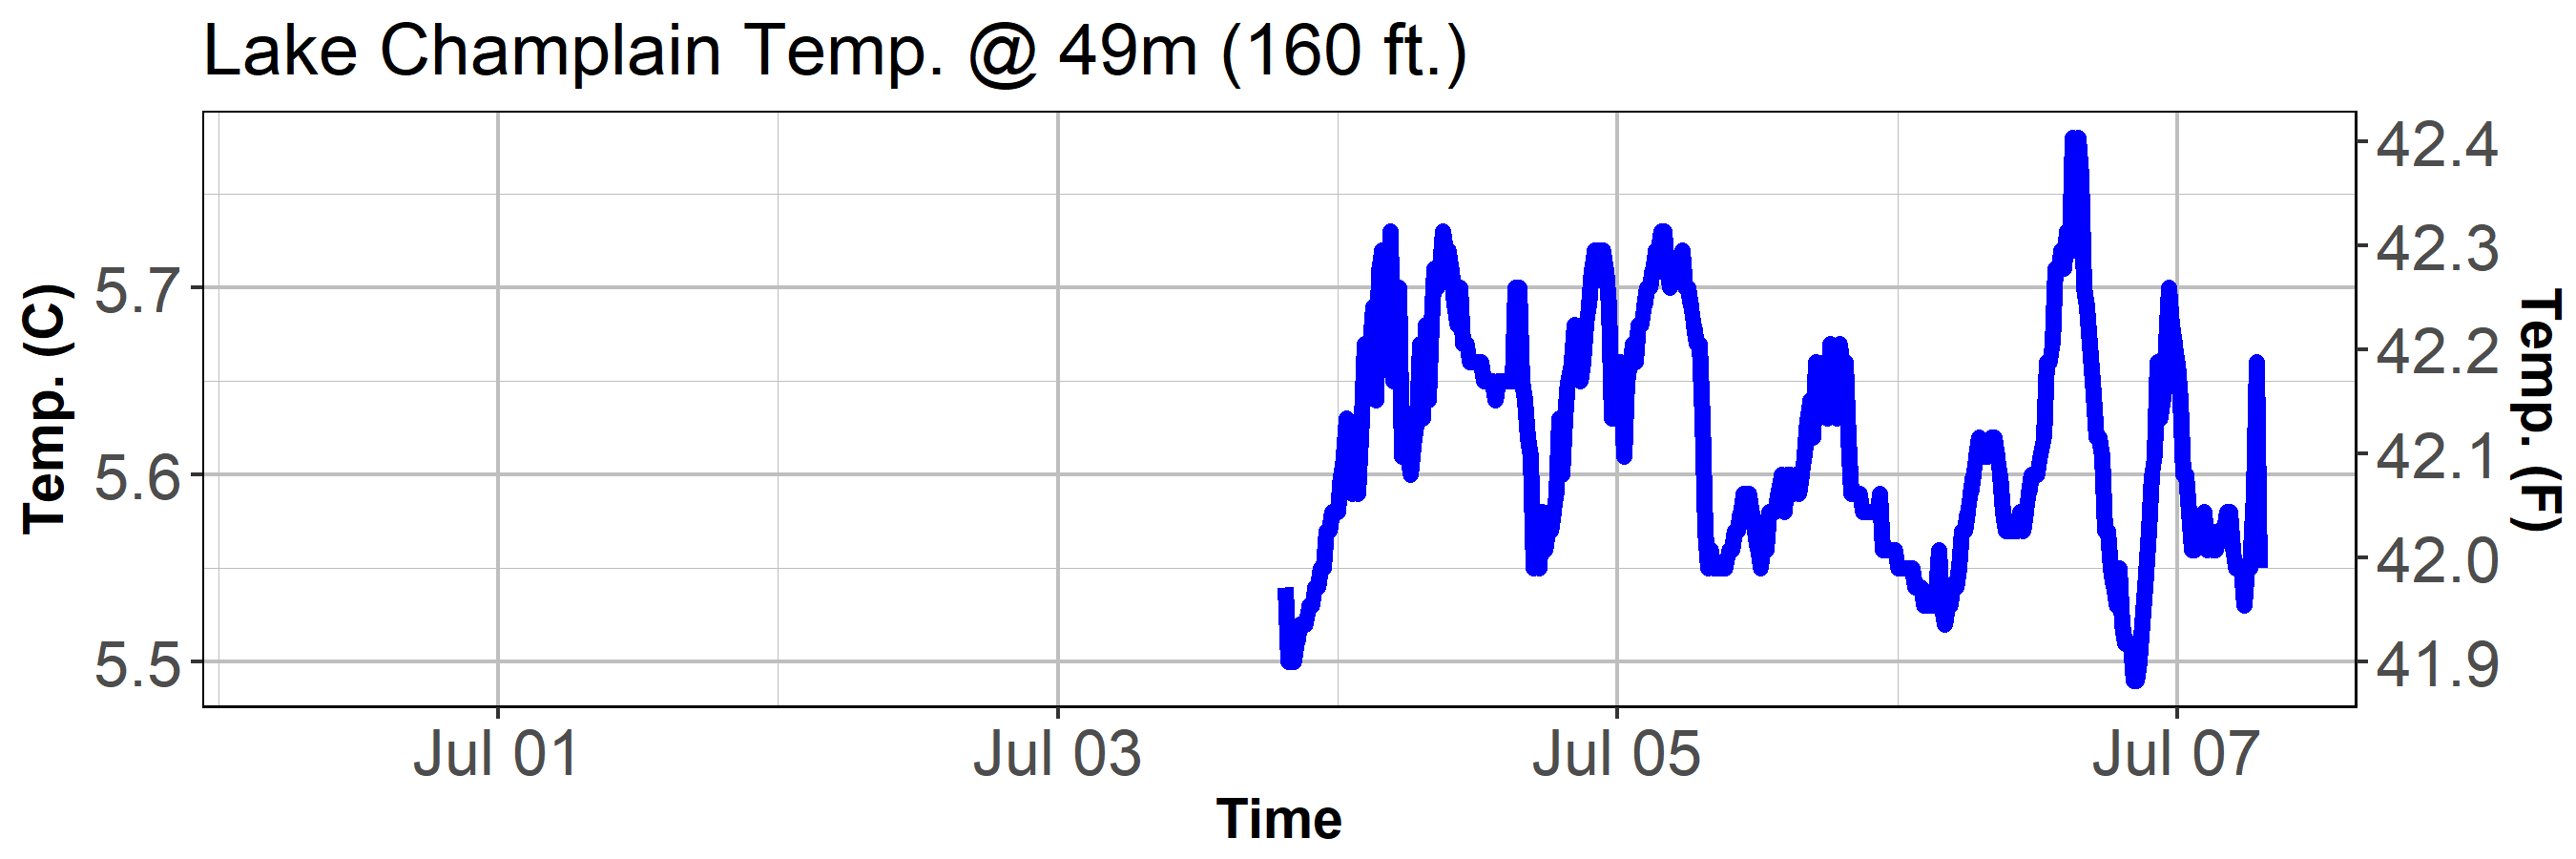 Lake Champlain Temp. @ 49m (160 ft.)
Temp. (C)
5.7
5.6
5.5
42.4
42.3
42.2
42.1
42.0
41.9
Temp. (F)
Jul 01 Jul 03 Jul 05 Jul 07
Time